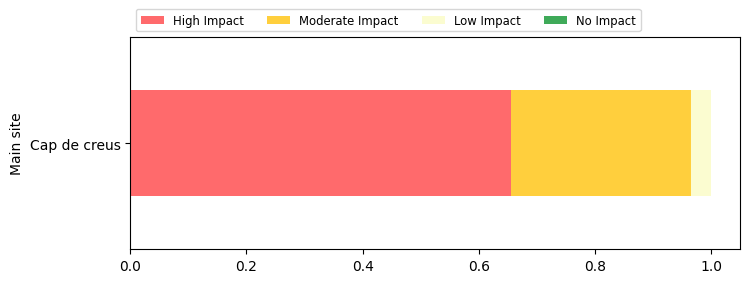 High Impact Moderate Impact Low Impact No Impact
Main site
Cap de creus
0.0 0.2 0.4 0.6 0.8 1.0